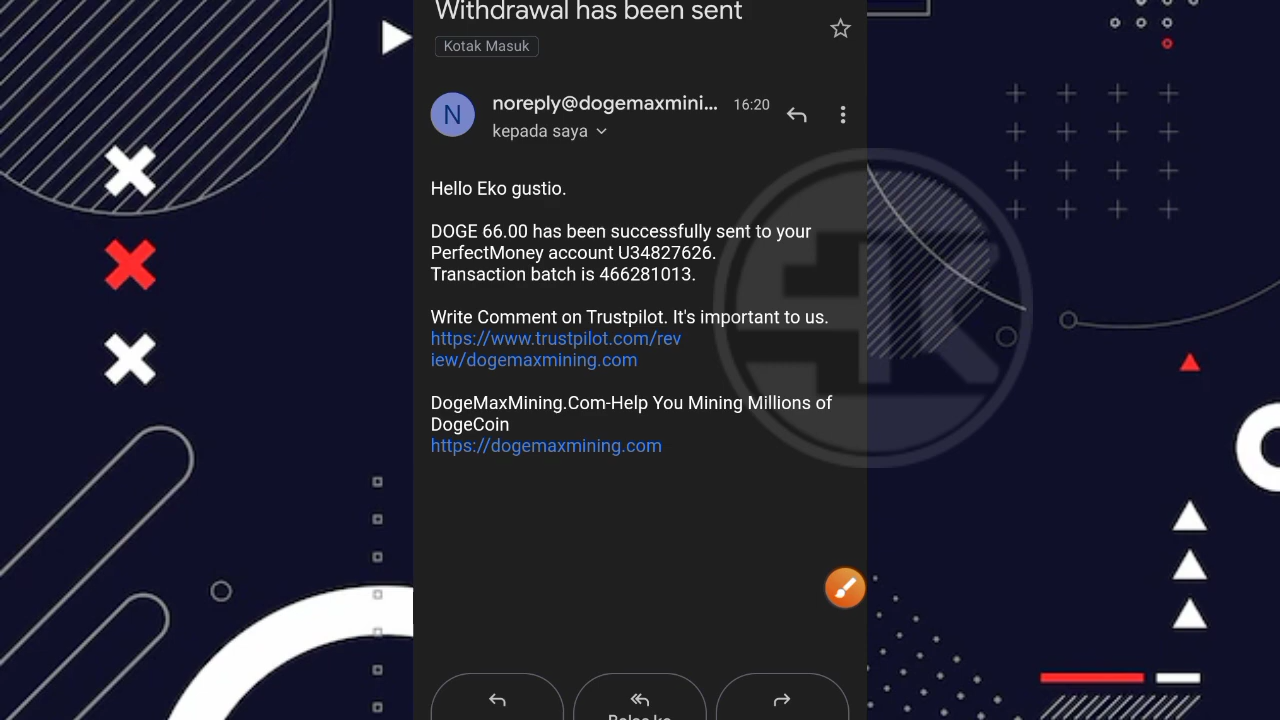 Withdrawal has been sent
Kotak Masuk
N
noreply@dogemaxmini...
16:20
kepada saya
Hello Eko gustio.
DOGE 66.00 has been successfully sent to your
PerfectMoney account U34827626.
Transaction batch is 466281013.
Write Comment on Trustpilot. It's important to us.
https://www.trustpilot.com/rev
iew/dogemaxmining.com
DogeMaxMining.Com-Help You Mining Millions of
DogeCoin
https://dogemaxmining.com
Balas ke